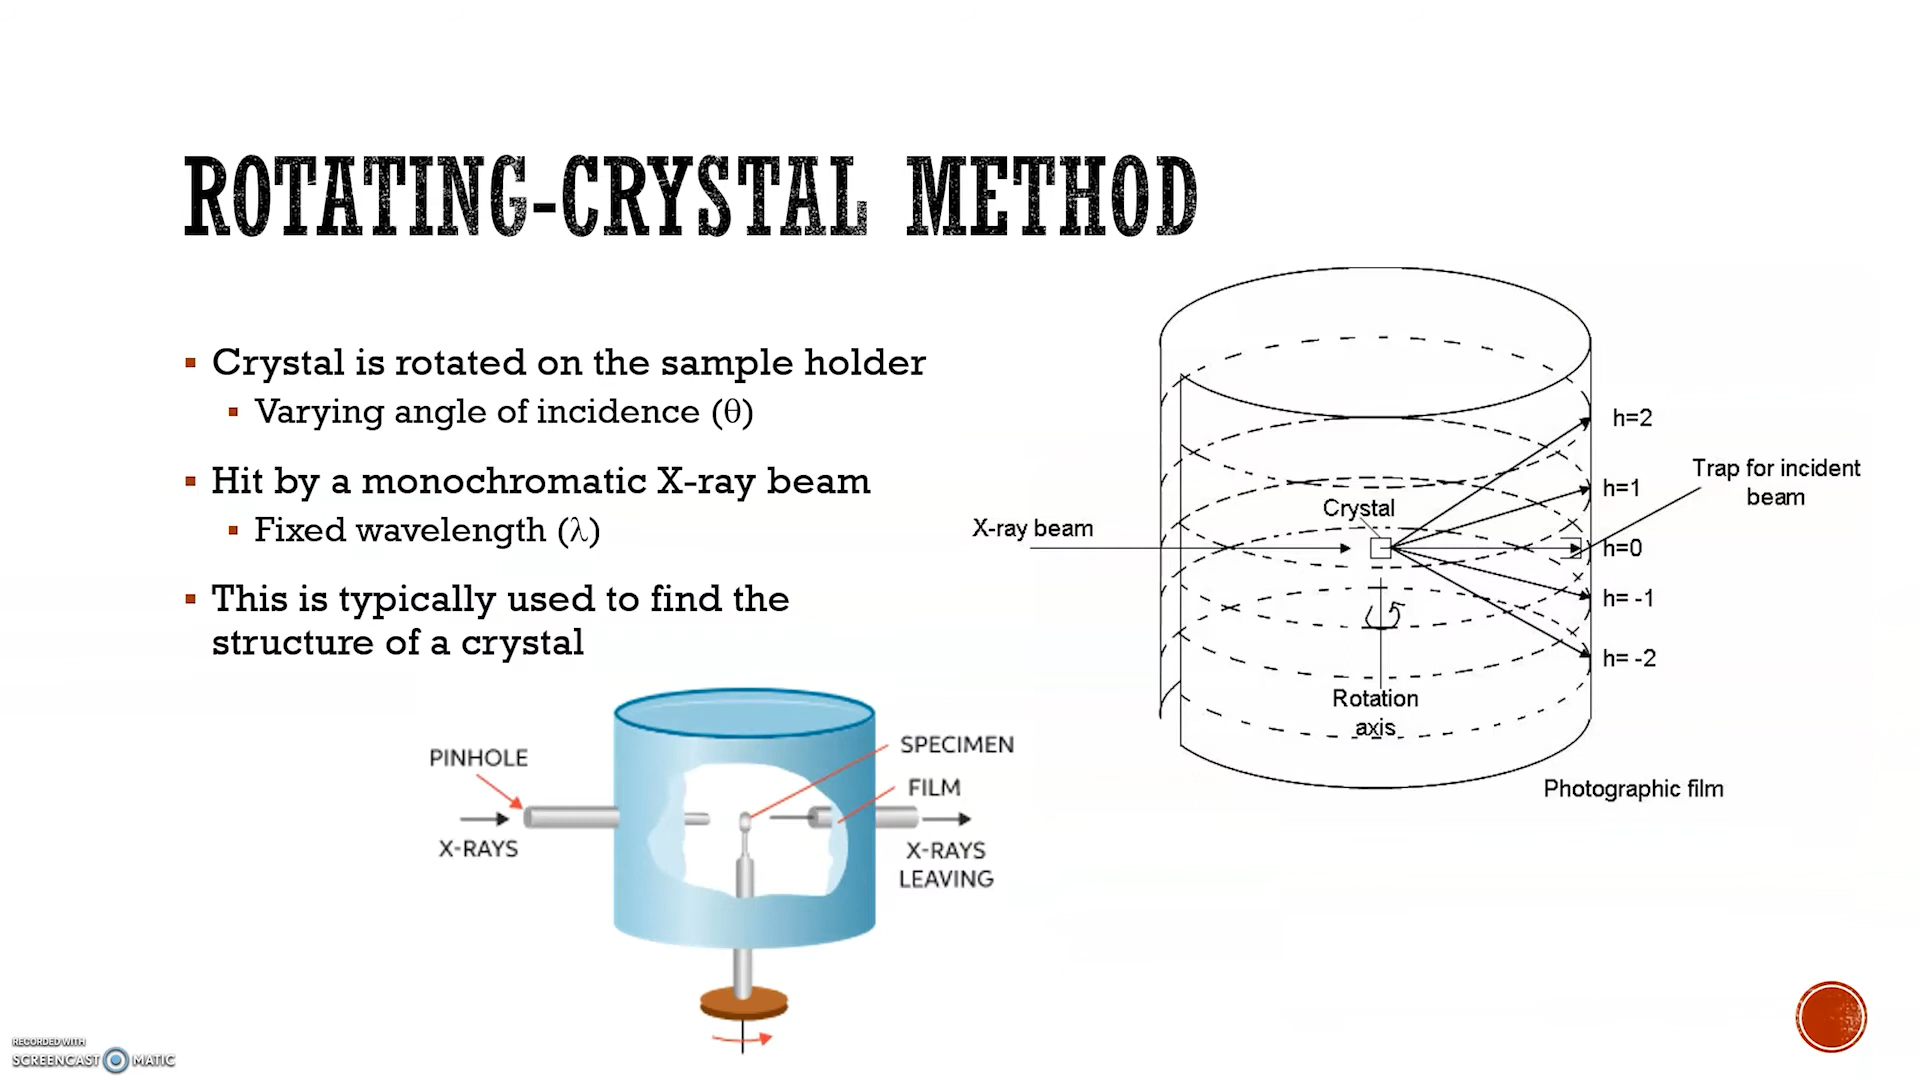 ROTATING-CRYSTAL METHOD
▪ Crystal is rotated on the sample holder
▪ Varying angle of incidence (θ)
▪ Hit by a monochromatic X-ray beam
▪ Fixed wavelength (λ)
▪ This is typically used to find the
structure of a crystal
PINHOLE
X-RAYS
SPECIMEN
FILM
X-RAYS
LEAVING
X-ray beam
Crystal
h=2
h=1
h=0
h= -1
h= -2
Trap for incident
beam
Rotation
axis
Photographic film
RECORDED WITH
SCREENCAST MATIC